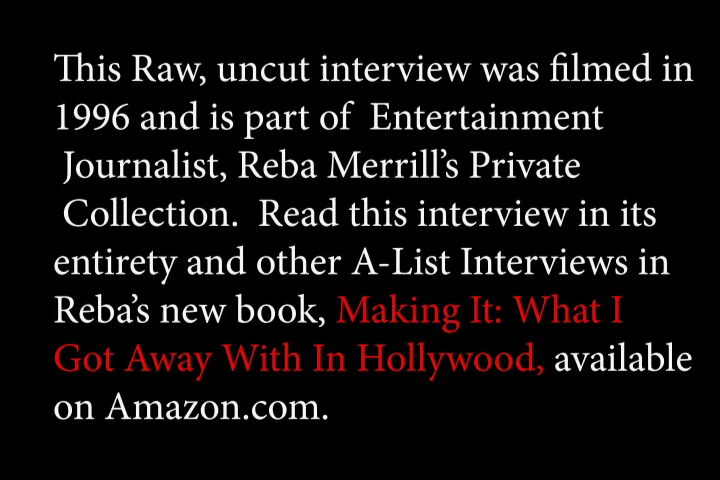 This Raw, uncut interview was filmed in
1996 and is part of  Entertainment
Journalist, Reba Merrill's Private
Collection.  Read this interview in its
entirety and other A-List Interviews in
Reba's new book, Making It: What I
Got Away With In Hollywood, available
on Amazon.com.